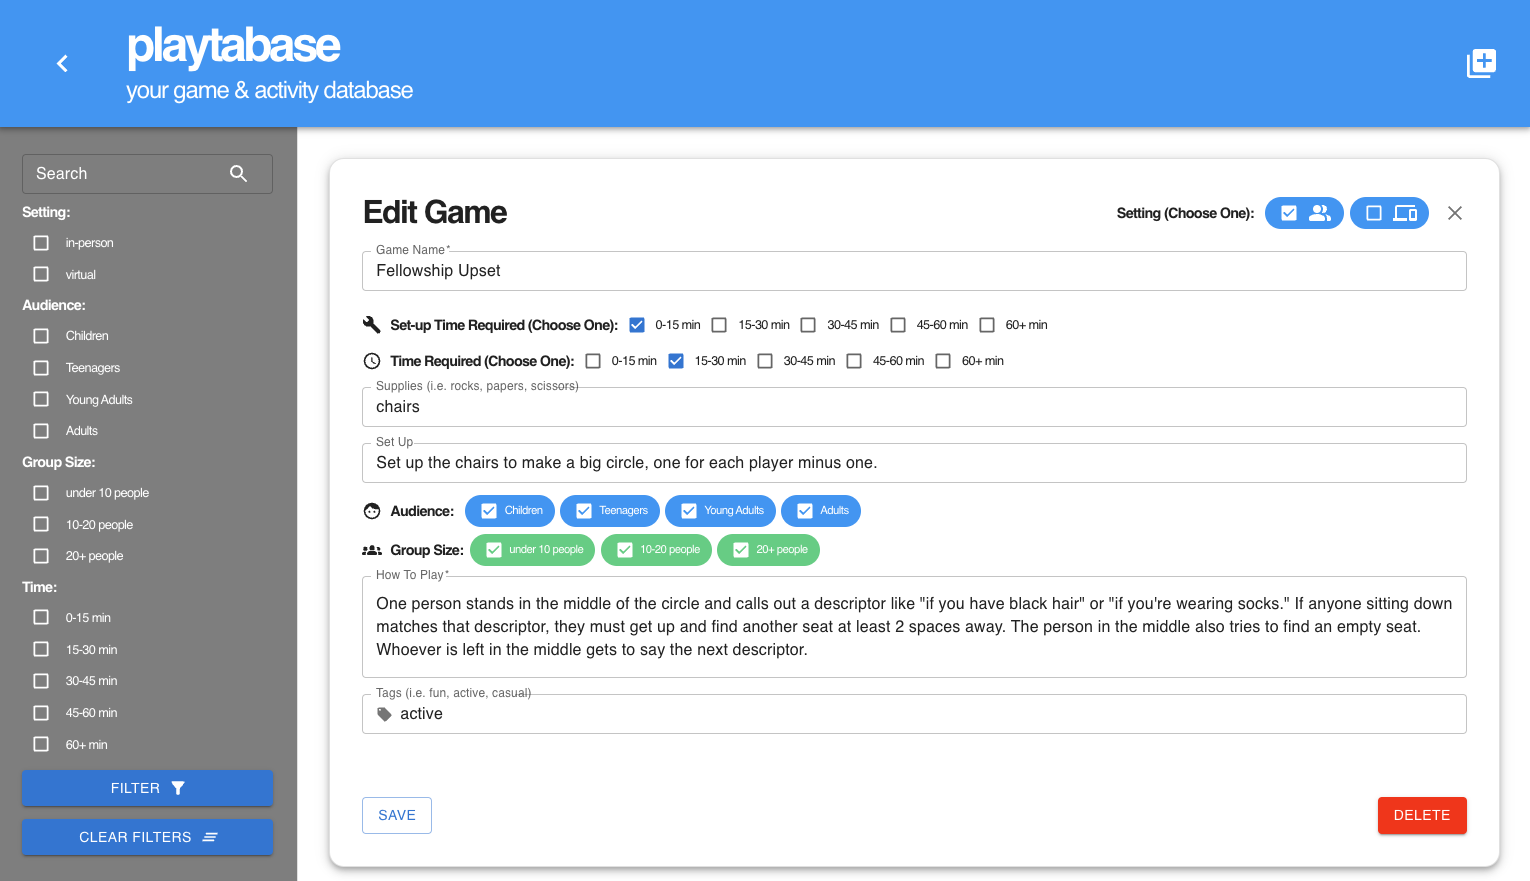 playtabase
your game & activity database
Search
Setting:
in-person
virtual
Audience:
Children
Teenagers
Young Adults
Adults
Group Size:
under 10 people
10-20 people
20+ people
Time:
0-15 min
15-30 min
30-45 min
45-60 min
60+ min
FILTER
CLEAR FILTERS
Edit Game
Setting (Choose One):
Game Name*
Fellowship Upset
Set-up Time Required (Choose One): 0-15 min 15-30 min 30-45 min 45-60 min 60+ min
Time Required (Choose One): 0-15 min 15-30 min 30-45 min 45-60 min 60+ min
Supplies (i.e. rocks, papers, scissors)
chairs
Set Up
Set up the chairs to make a big circle, one for each player minus one.
Audience: Children Teenagers Young Adults Adults
Group Size: under 10 people 10-20 people 20+ people
How To Play*
One person stands in the middle of the circle and calls out a descriptor like "if you have black hair" or "if you're wearing socks." If anyone sitting down
matches that descriptor, they must get up and find another seat at least 2 spaces away. The person in the middle also tries to find an empty seat.
Whoever is left in the middle gets to say the next descriptor.
Tags (i.e. fun, active, casual)
active
SAVE
DELETE